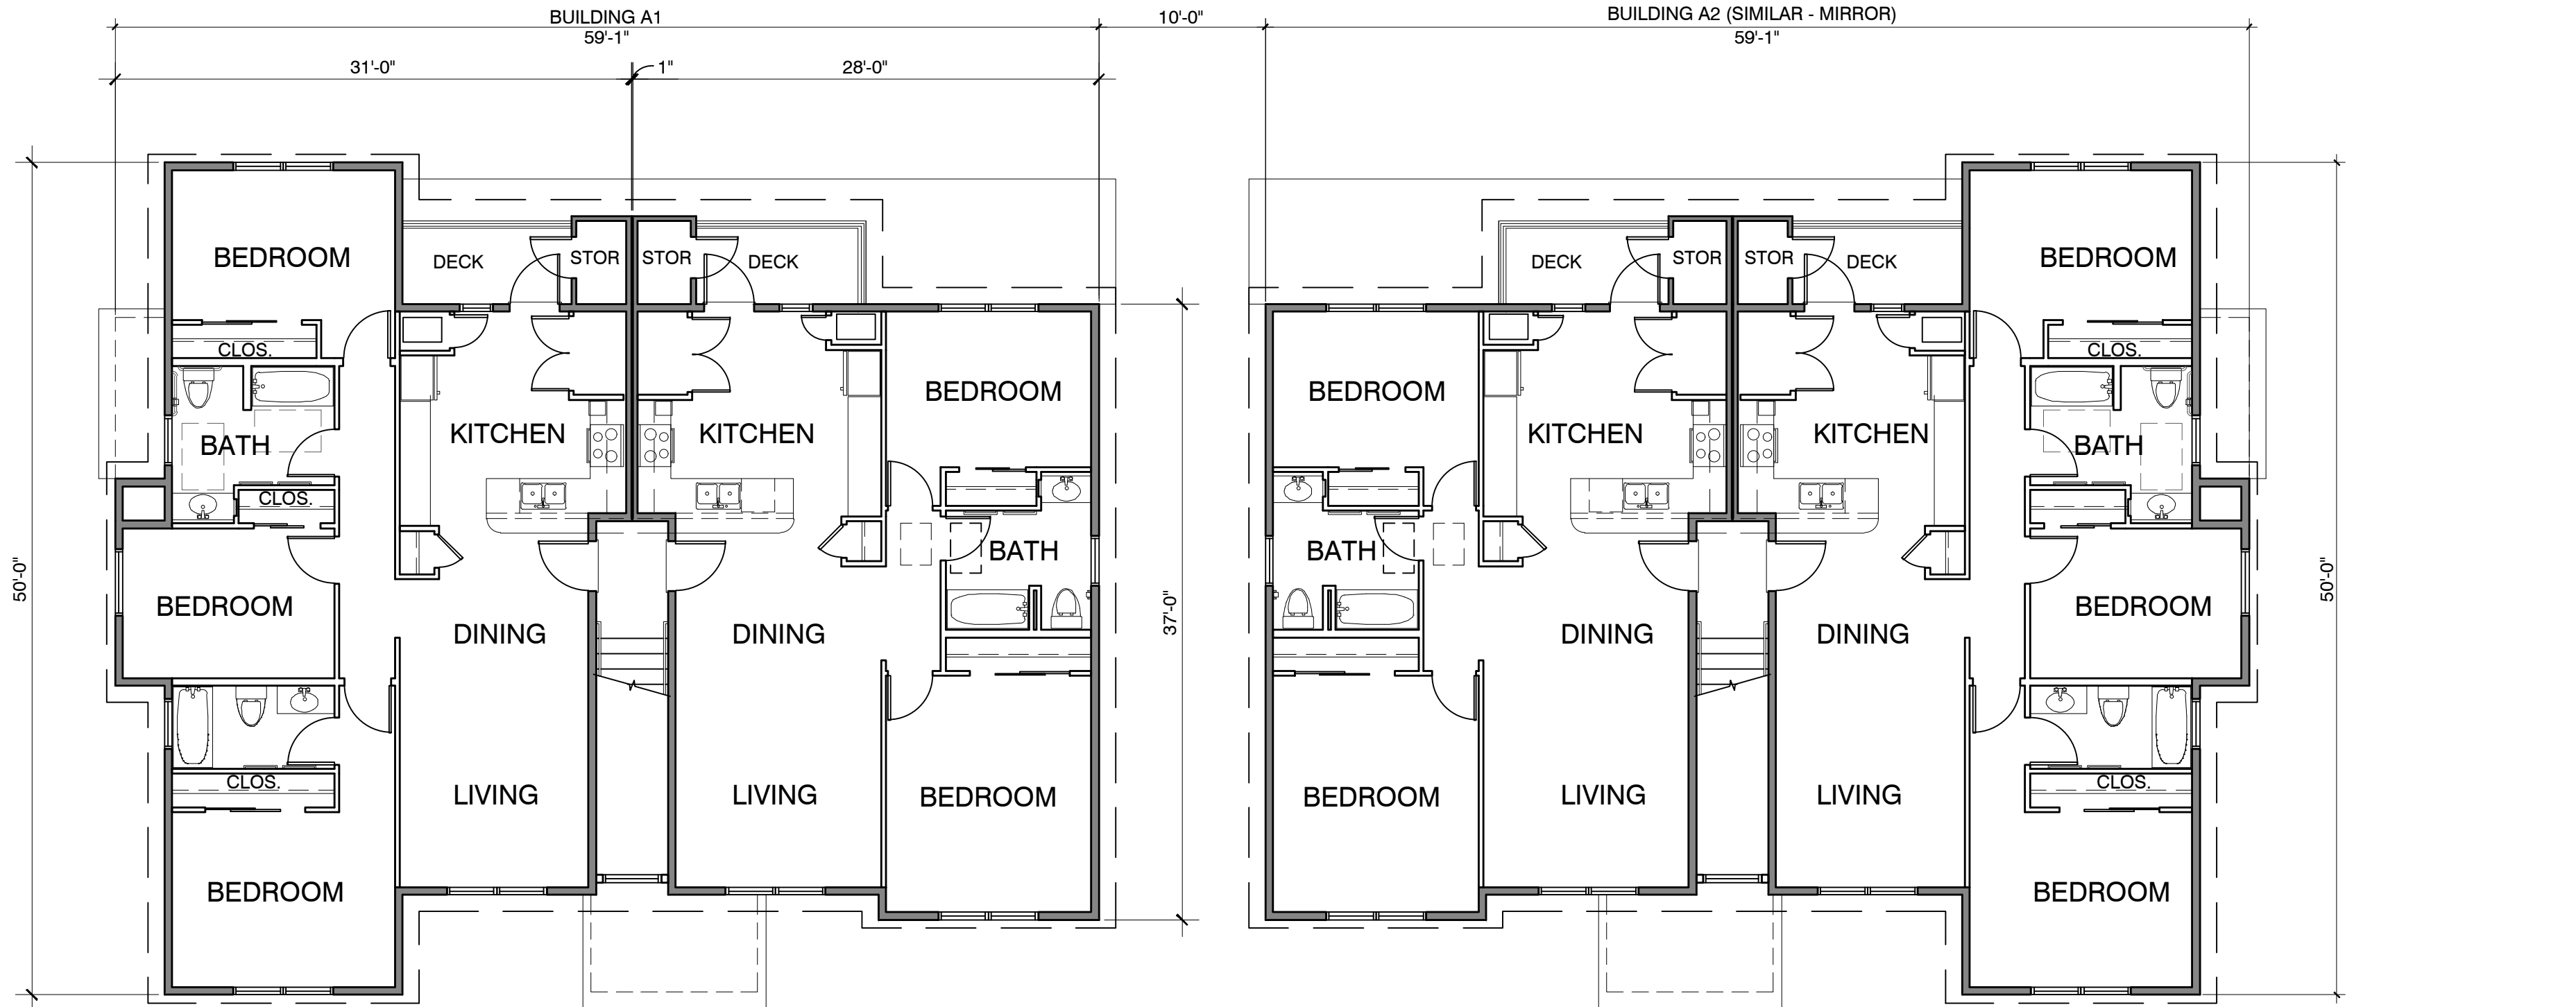 BUILDING A1
10'-0"
BUILDING A2 (SIMILAR - MIRROR)
59'-1"
59'-1"
31'-0"
1"
28'-0"
BEDROOM
DECK
STOR
STOR
DECK
DECK
STOR
STOR
DECK
BEDROOM
CLOS.
CLOS.
BEDROOM
BEDROOM
BATH
KITCHEN
KITCHEN
KITCHEN
KITCHEN
BATH
CLOS.
BATH
BATH
50'-0"
BEDROOM
37'-0"
BEDROOM
50'-0"
DINING
DINING
DINING
DINING
CLOS.
CLOS.
LIVING
LIVING
BEDROOM
BEDROOM
LIVING
LIVING
BEDROOM
BEDROOM